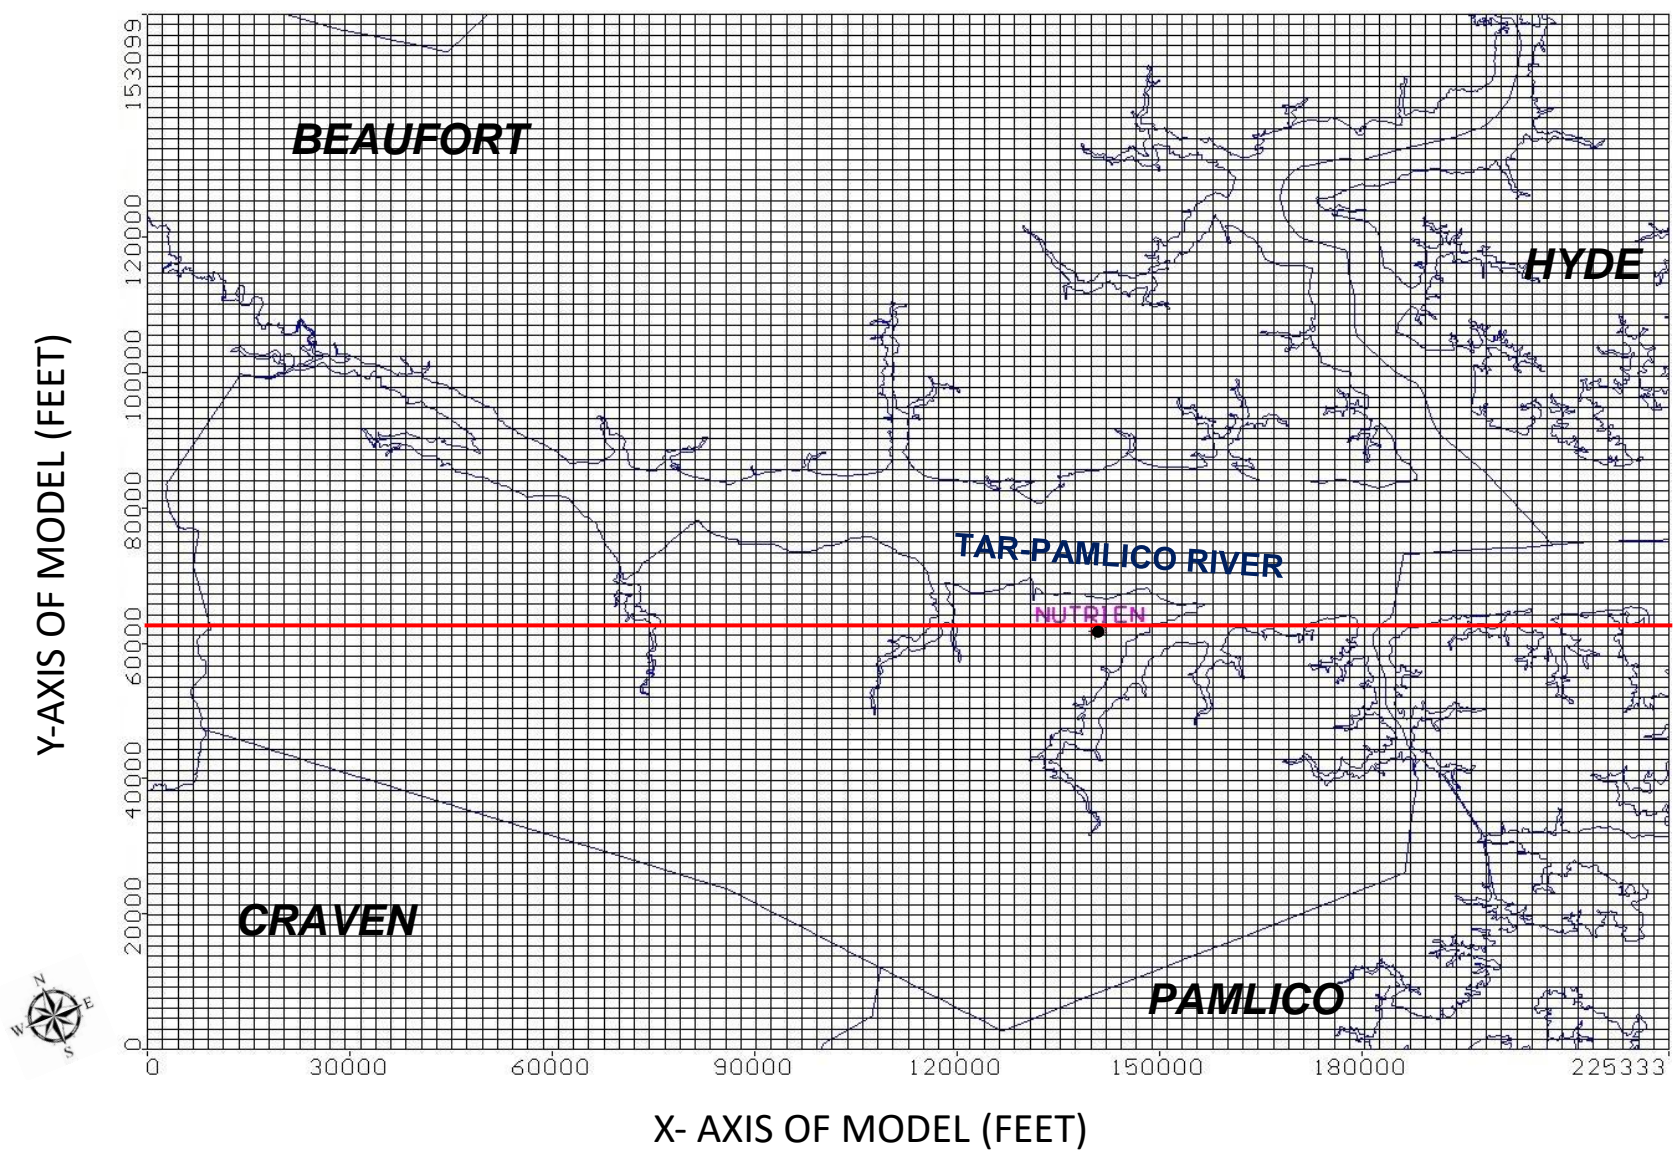 153099
BEAUFORT
120000
HYDE
100000
80000
TAR-PAMLICO RIVER
NUTRIEN
60000
40000
20000
CRAVEN
PAMLICO
0
Y-AXIS OF MODEL (FEET)
N
E
W
S
0 30000 60000 90000 120000 150000 180000 225333
X- AXIS OF MODEL (FEET)